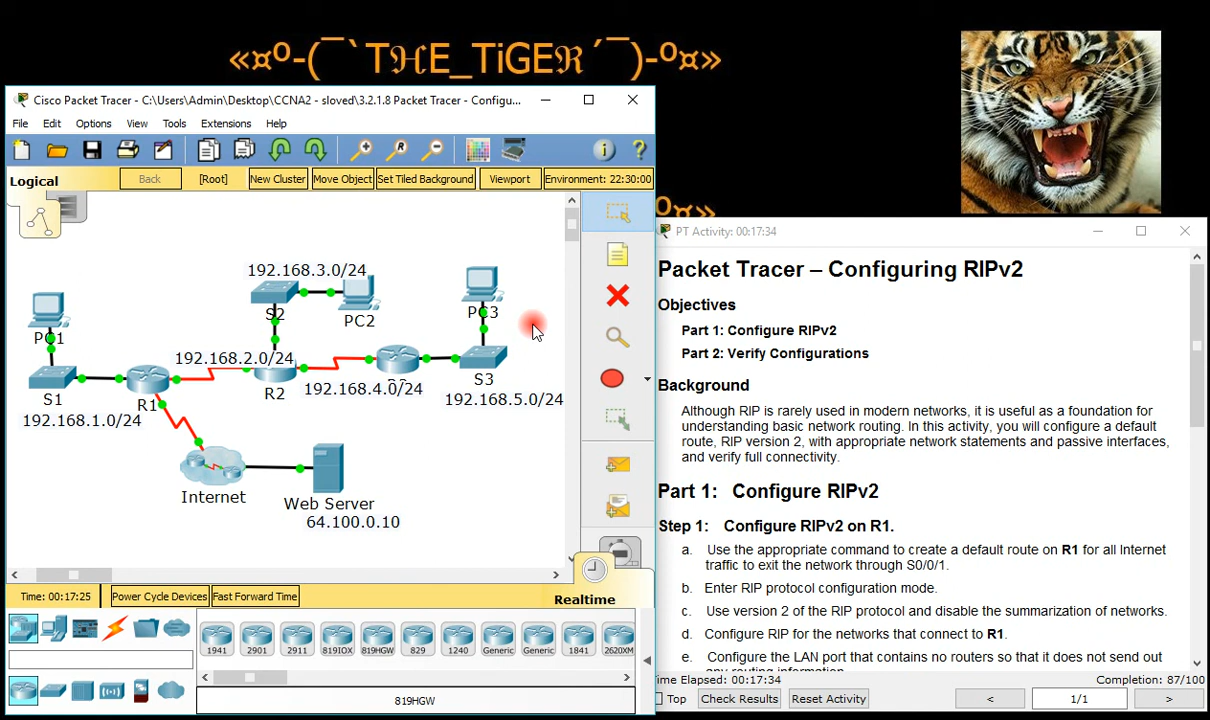 «¤º-(¯`TℋE_TiGEℜ´¯)-º¤»
º¤»
Cisco Packet Tracer - C:\Users\Admin\Desktop\CCNA2 - sloved\3.2.1.8 Packet Tracer - Configu...
File Edit Options View Tools Extensions Help
Logical
Back
[Root]
New Cluster
Move Object
Set Tiled Background
Viewport
Environment: 22:30:00
192.168.3.0/24
S2
PC2
PC3
PC1
192.168.2.0/24
S1
R1
R2
192.168.4.0/24
S3
192.168.1.0/24
192.168.5.0/24
Internet
Web Server
64.100.0.10
Time: 00:17:25
Power Cycle Devices
Fast Forward Time
Realtime
1941
2901
2911
819IOX
819HGW
829
1240
Generic
Generic
1841
2620XM
819HGW
PT Activity: 00:17:34
Packet Tracer – Configuring RIPv2
Objectives
Part 1: Configure RIPv2
Part 2: Verify Configurations
Background
Although RIP is rarely used in modern networks, it is useful as a foundation for
understanding basic network routing. In this activity, you will configure a default
route, RIP version 2, with appropriate network statements and passive interfaces,
and verify full connectivity.
Part 1: Configure RIPv2
Step 1: Configure RIPv2 on R1.
a. Use the appropriate command to create a default route on R1 for all Internet
traffic to exit the network through S0/0/1.
b. Enter RIP protocol configuration mode.
c. Use version 2 of the RIP protocol and disable the summarization of networks.
d. Configure RIP for the networks that connect to R1.
e. Configure the LAN port that contains no routers so that it does not send out
any routing information.
Time Elapsed: 00:17:34
Completion: 87/100
Top
Check Results
Reset Activity
<
1/1
>